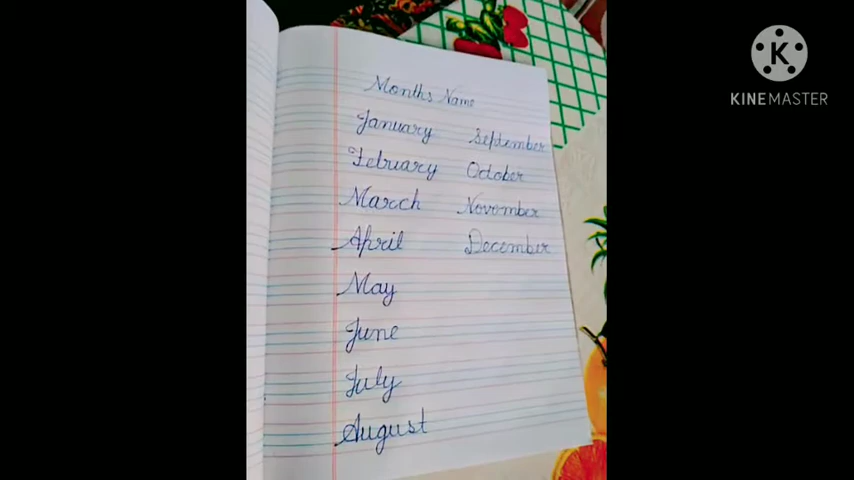 Months Name
January
February
March
April
May
June
July
August
September
October
November
December
K
KINEMASTER